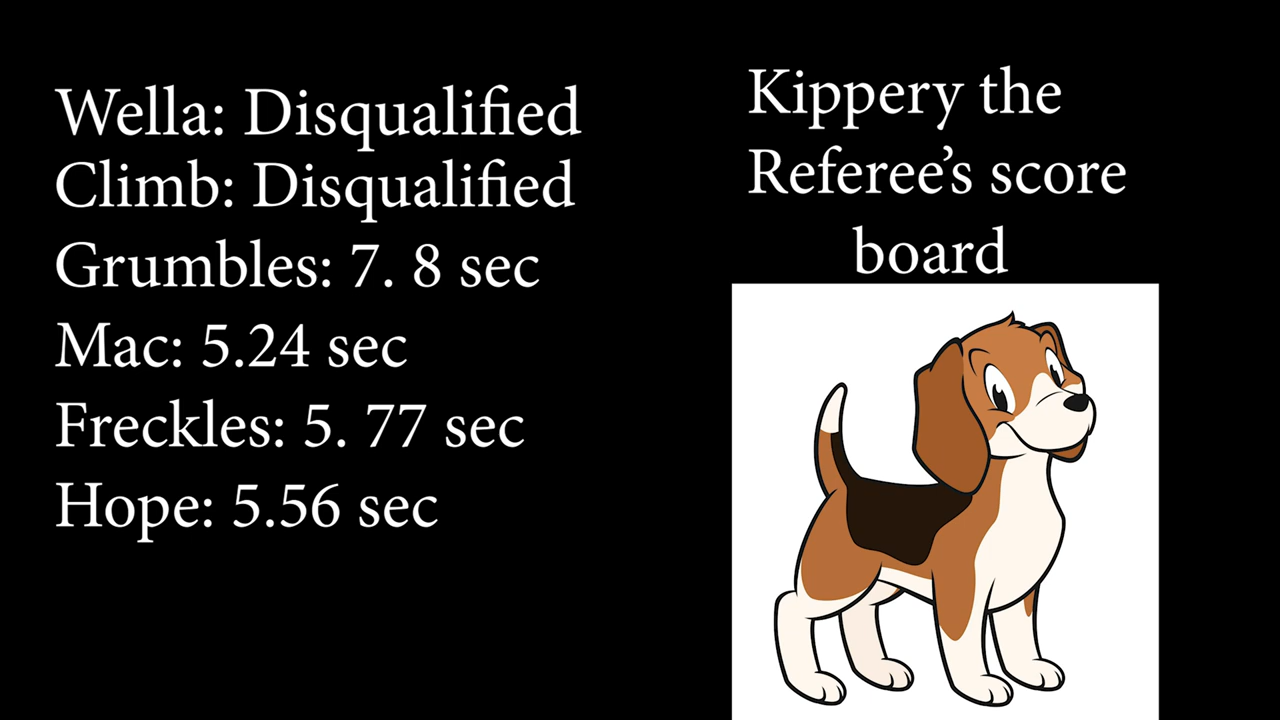 Wella: Disqualified
Climb: Disqualified
Grumbles: 7. 8 sec
Mac: 5.24 sec
Freckles: 5. 77 sec
Hope: 5.56 sec
Kippery the
Referee’s score
board